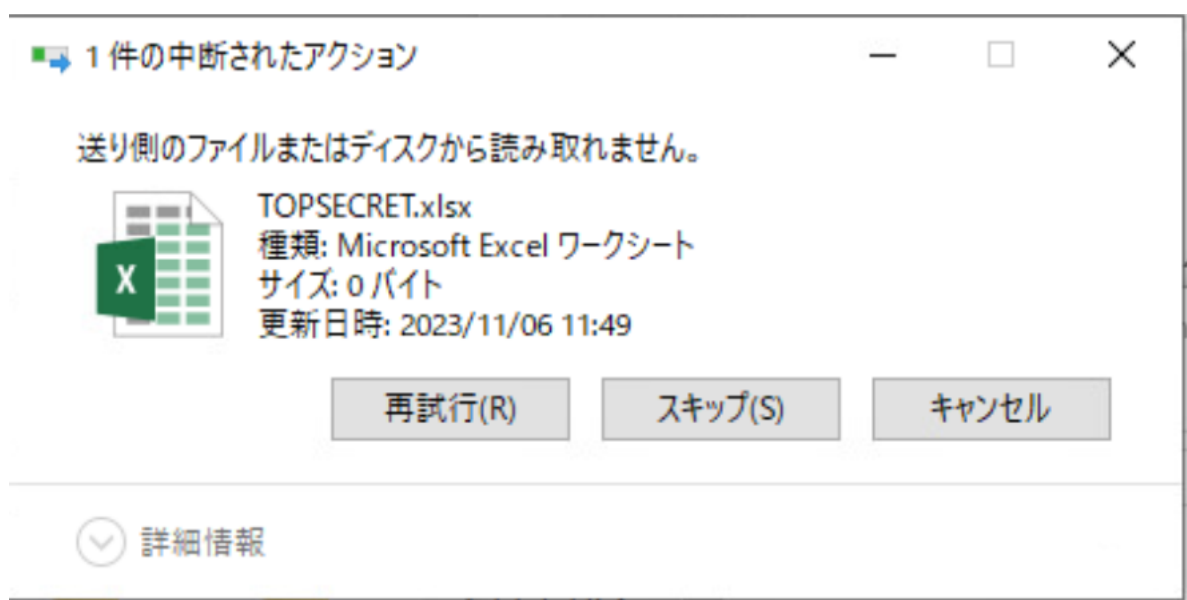 1 件の中断されたアクション
送り側のファイルまたはディスクから読み取れません。
TOPSECRET.xlsx
種類: Microsoft Excel ワークシート
サイズ: 0 バイト
更新日時: 2023/11/06 11:49
再試行(R) スキップ(S) キャンセル
詳細情報